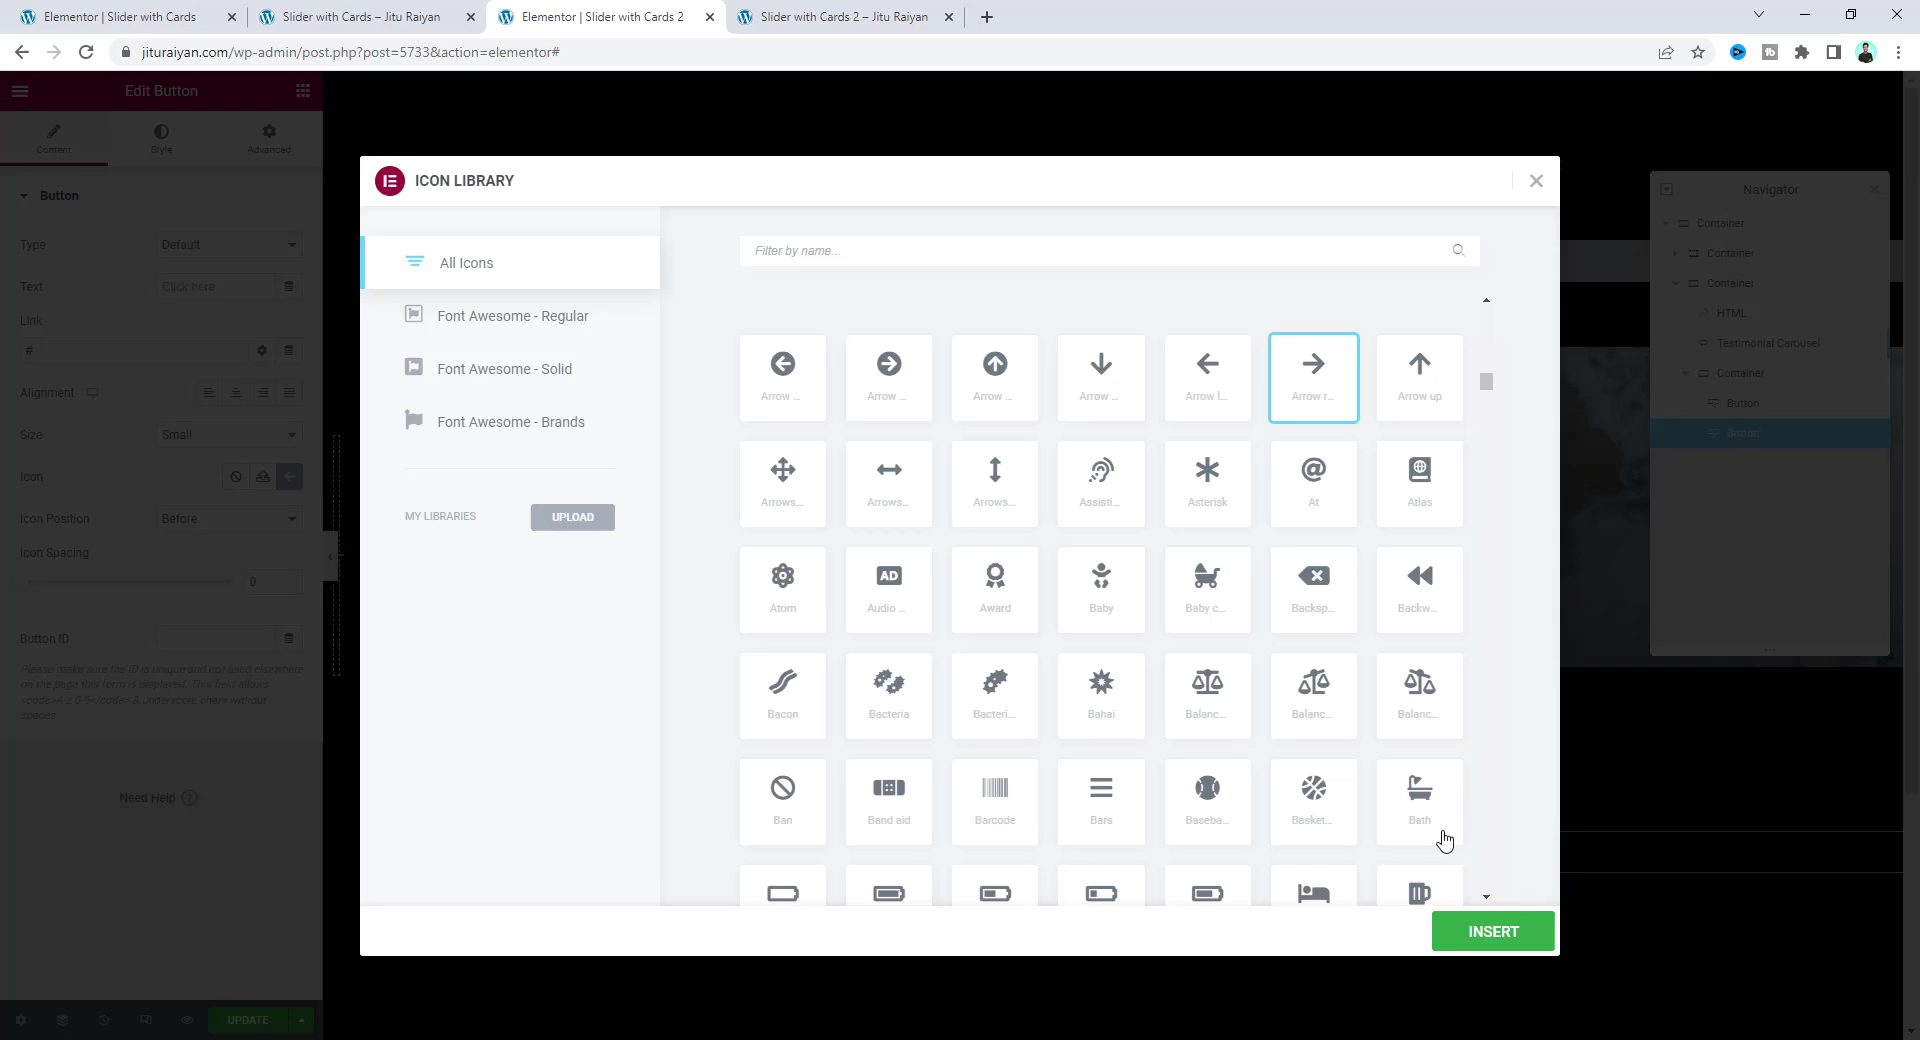 Elementor | Slider with Cards
Slider with Cards – Jitu Raiyan
Elementor | Slider with Cards 2
Slider with Cards 2 – Jitu Raiyan
jituraiyan.com/wp-admin/post.php?post=5733&action=elementor#
Edit Button
Content
Style
Advanced
Button
Type
Default
Text
Click here
Link
#
Alignment
Size
Small
Icon
Icon Position
Before
Icon Spacing
0
Button ID
Please make sure the ID is unique and not used elsewhere
on the page this form is displayed. This field allows
<code>A-z 0-9</code> & underscore chars without
spaces.
Need Help
UPDATE
ICON LIBRARY
All Icons
Font Awesome - Regular
Font Awesome - Solid
Font Awesome - Brands
MY LIBRARIES
UPLOAD
Filter by name...
Arrow ...
Arrow ...
Arrow ...
Arrow ...
Arrow l...
Arrow r...
Arrow up
Arrows...
Arrows...
Arrows...
Assisti...
Asterisk
At
Atlas
Atom
AD
Audio ...
Award
Baby
Baby c...
Backsp...
Backw...
Bacon
Bacteria
Bacteri...
Bahai
Balanc...
Balanc...
Balanc...
Ban
Band aid
Barcode
Bars
Baseba...
Basket...
Bath
INSERT
Navigator
Container
Container
Container
HTML
Testimonial Carousel
Container
Button
Button